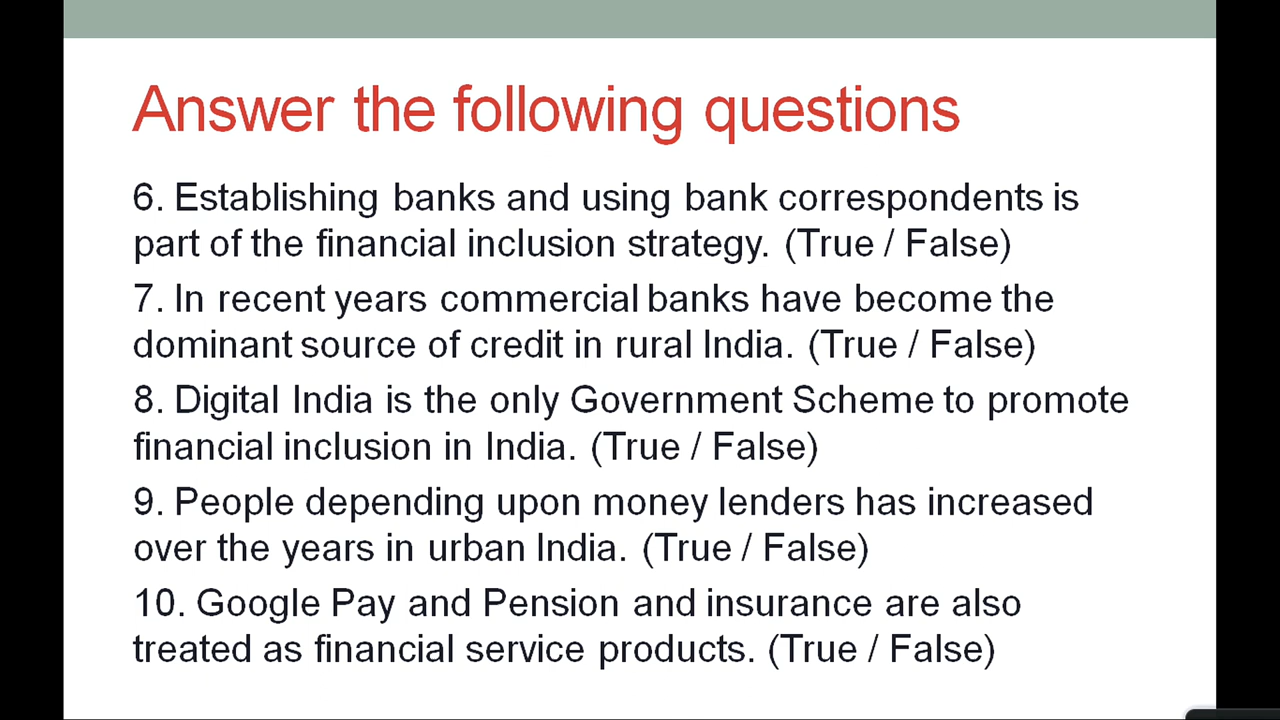 Answer the following questions
6. Establishing banks and using bank correspondents is
part of the financial inclusion strategy. (True / False)
7. In recent years commercial banks have become the
dominant source of credit in rural India. (True / False)
8. Digital India is the only Government Scheme to promote
financial inclusion in India. (True / False)
9. People depending upon money lenders has increased
over the years in urban India. (True / False)
10. Google Pay and Pension and insurance are also
treated as financial service products. (True / False)